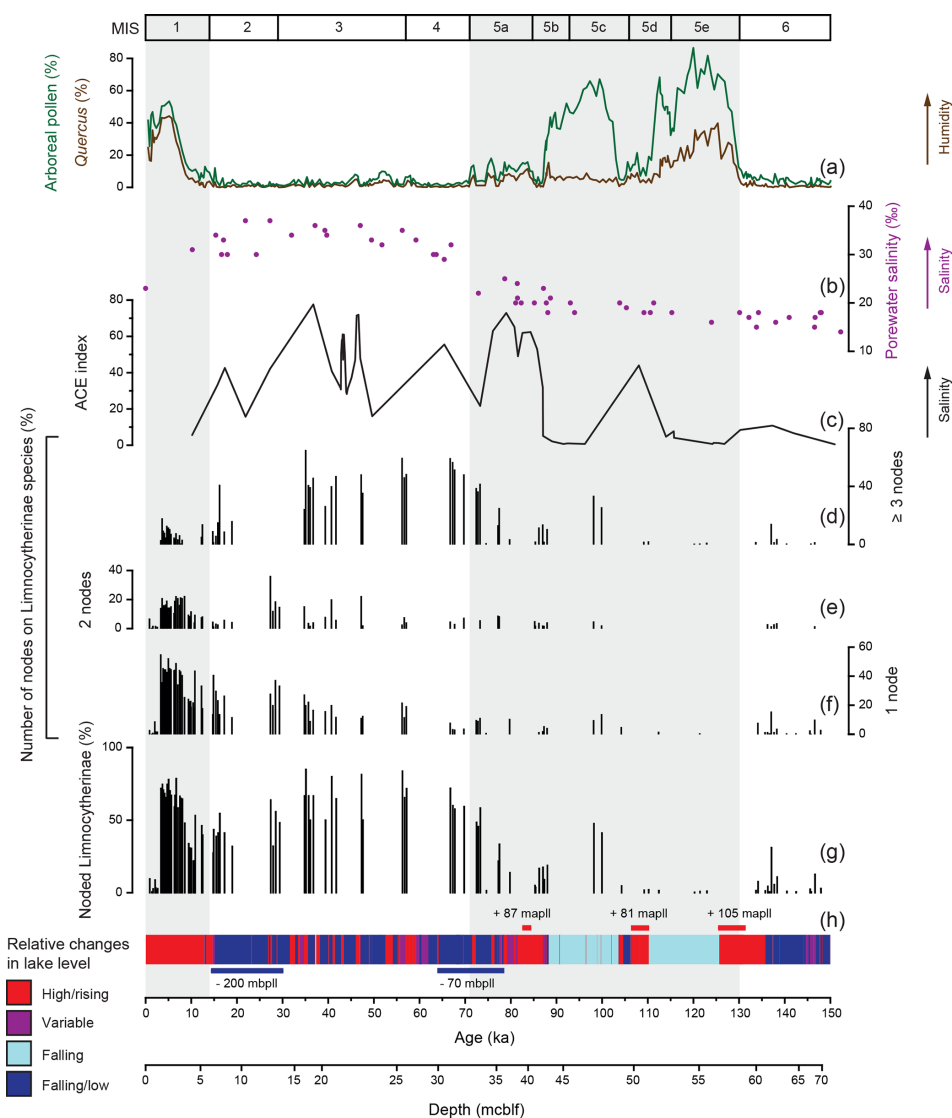 MIS 1 2 3 4 5a 5b 5c 5d 5e 6
Arboreal pollen (%)
Quercus (%)
80
60
40
20
0
(a)
Humidity
Porewater salinity (‰)
40
30
20
10
(b)
Salinity
ACE index
80
60
40
20
0
(c)
Salinity
Number of nodes on Limnocytherinae species (%)
≥ 3 nodes
80
40
0
(d)
2 nodes
40
20
0
(e)
1 node
60
40
20
0
(f)
Noded Limnocytherinae (%)
100
50
0
(g)
+ 87 mapll + 81 mapll + 105 mapll
(h)
Relative changes
in lake level
High/rising
Variable
Falling
Falling/low
- 200 mbpll - 70 mbpll
0 10 20 30 40 50 60 70 80 90 100 110 120 130 140 150
Age (ka)
0 5 10 15 20 25 30 35 40 45 50 55 60 65 70
Depth (mcblf)